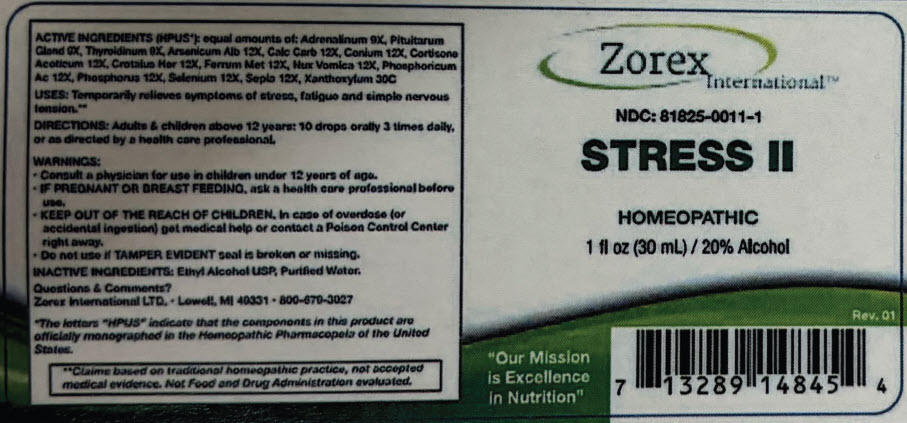 ACTIVE INGREDIENTS (HPUS*): equal amounts of: Adrenalinum 9X, Pituitarum
Gland 9X, Thyroidinum 9X, Arsenicum Alb 12X, Calc Carb 12X, Conium 12X, Cortisone
Aceticum 12X, Crotalus Hor 12X, Ferrum Met 12X, Nux Vomica 12X, Phosphoricum
Ac 12X, Phosphorus 12X, Selenium 12X, Sepia 12X, Xanthoxylum 30C
USES: Temporarily relieves symptoms of stress, fatigue and simple nervous
tension.**
DIRECTIONS: Adults & children above 12 years: 10 drops orally 3 times daily,
or as directed by a health care professional.
WARNINGS:
• Consult a physician for use in children under 12 years of age.
• IF PREGNANT OR BREAST FEEDING, ask a health care professional before
use.
• KEEP OUT OF THE REACH OF CHILDREN. In case of overdose (or
accidental ingestion) get medical help or contact a Poison Control Center
right away.
• Do not use if TAMPER EVIDENT seal is broken or missing.
INACTIVE INGREDIENTS: Ethyl Alcohol USP, Purified Water.
Questions & Comments?
Zorex International LTD. • Lowell, MI 49331 • 800-679-3027
*The letters "HPUS" indicate that the components in this product are
officially monographed in the Homeopathic Pharmacopeia of the United
States.
**Claims based on traditional homeopathic practice, not accepted
medical evidence. Not Food and Drug Administration evaluated.
Zorex
International™
NDC: 81825-0011-1
STRESS II
HOMEOPATHIC
1 fl oz (30 mL) / 20% Alcohol
Rev. 01
"Our Mission
is Excellence
in Nutrition"
7 13289 14845 4